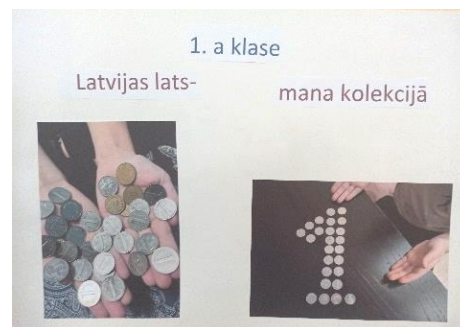 1. a klase
Latvijas lats-
mana kolekcijā